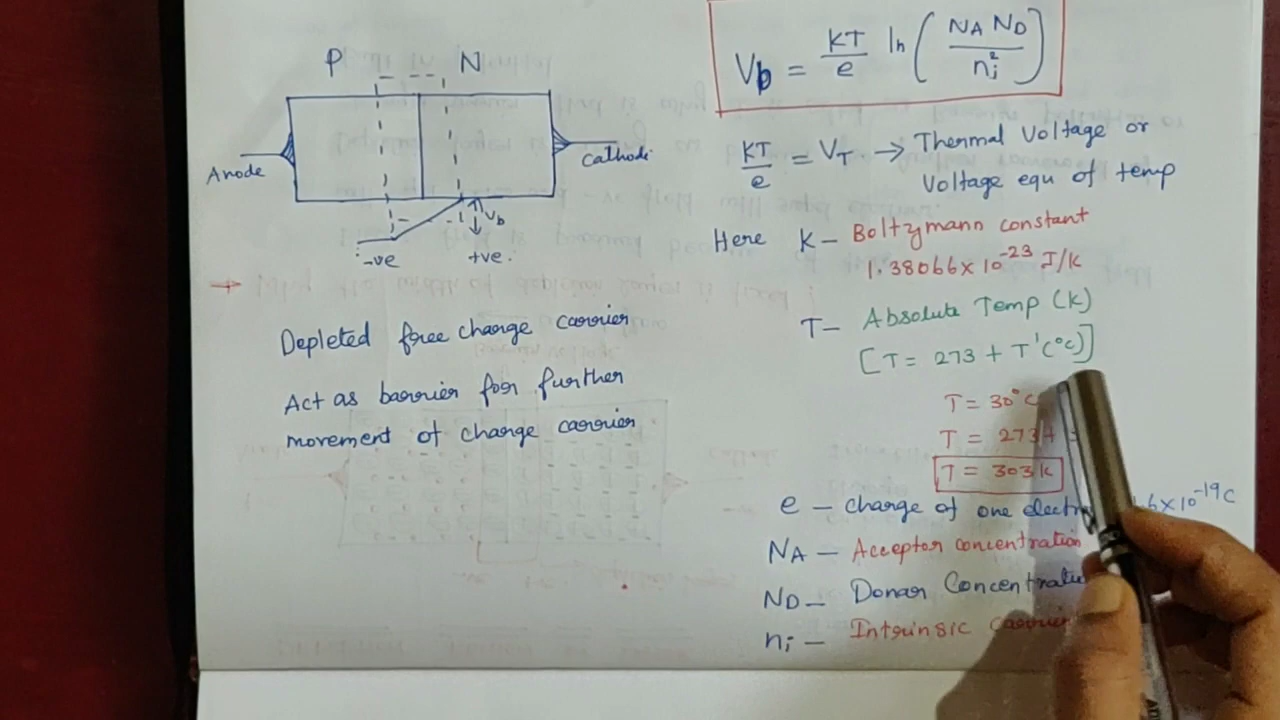 P N
Anode
Cathode
Vb
-ve +ve.
Depleted free charge carrier
Act as barrier for further
movement of charge carrier
Vb = KT/e ln (NA ND / ni²)
KT/e = VT → Thermal Voltage or
Voltage equ of temp
Here K – Boltzmann constant
1.38066×10⁻²³ J/K
T – Absolute Temp (K)
[T = 273 + T'(°C)]
T = 30°C
T = 273 +
T = 303K
e – charge of one 6×10⁻¹⁹C
NA – Acceptor concentration
ND – Donar
ni – Intrinsic